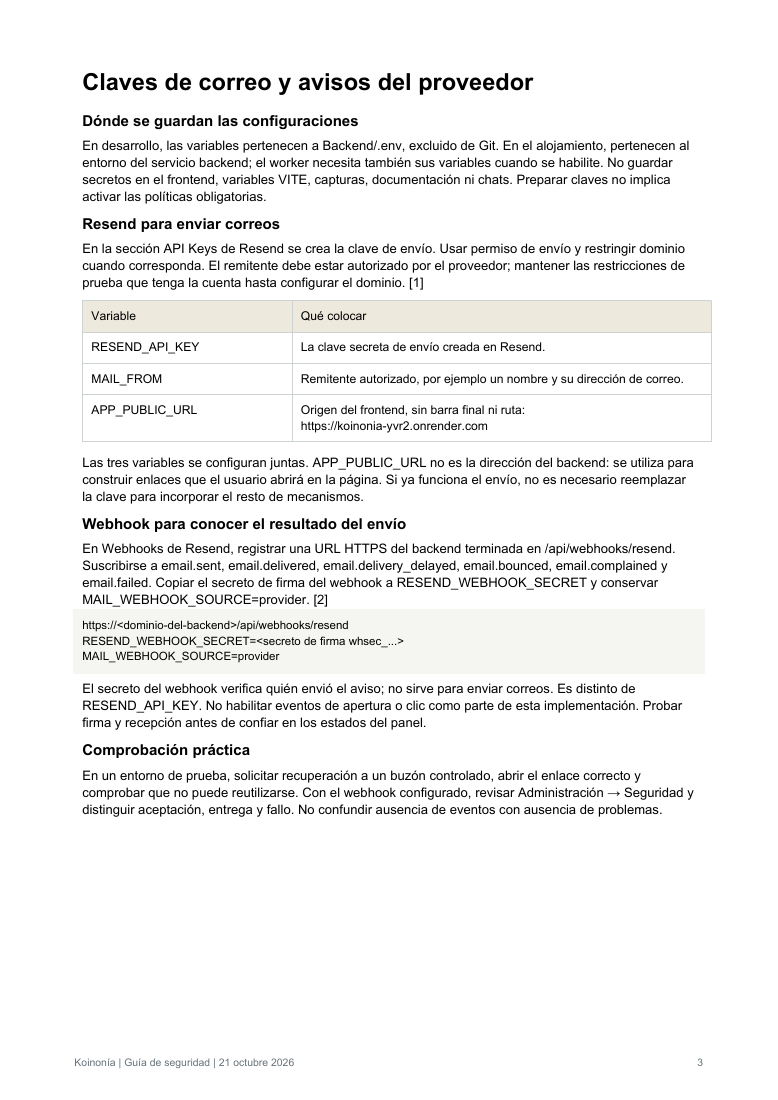 Claves de correo y avisos del proveedor
Dónde se guardan las configuraciones
En desarrollo, las variables pertenecen a Backend/.env, excluido de Git. En el alojamiento, pertenecen al
entorno del servicio backend; el worker necesita también sus variables cuando se habilite. No guardar
secretos en el frontend, variables VITE, capturas, documentación ni chats. Preparar claves no implica
activar las políticas obligatorias.
Resend para enviar correos
En la sección API Keys de Resend se crea la clave de envío. Usar permiso de envío y restringir dominio
cuando corresponda. El remitente debe estar autorizado por el proveedor; mantener las restricciones de
prueba que tenga la cuenta hasta configurar el dominio. [1]
Variable Qué colocar
RESEND_API_KEY La clave secreta de envío creada en Resend.
MAIL_FROM Remitente autorizado, por ejemplo un nombre y su dirección de correo.
APP_PUBLIC_URL Origen del frontend, sin barra final ni ruta:
https://koinonia-yvr2.onrender.com
Las tres variables se configuran juntas. APP_PUBLIC_URL no es la dirección del backend: se utiliza para
construir enlaces que el usuario abrirá en la página. Si ya funciona el envío, no es necesario reemplazar
la clave para incorporar el resto de mecanismos.
Webhook para conocer el resultado del envío
En Webhooks de Resend, registrar una URL HTTPS del backend terminada en /api/webhooks/resend.
Suscribirse a email.sent, email.delivered, email.delivery_delayed, email.bounced, email.complained y
email.failed. Copiar el secreto de firma del webhook a RESEND_WEBHOOK_SECRET y conservar
MAIL_WEBHOOK_SOURCE=provider. [2]
https://<dominio-del-backend>/api/webhooks/resend
RESEND_WEBHOOK_SECRET=<secreto de firma whsec_...>
MAIL_WEBHOOK_SOURCE=provider
El secreto del webhook verifica quién envió el aviso; no sirve para enviar correos. Es distinto de
RESEND_API_KEY. No habilitar eventos de apertura o clic como parte de esta implementación. Probar
firma y recepción antes de confiar en los estados del panel.
Comprobación práctica
En un entorno de prueba, solicitar recuperación a un buzón controlado, abrir el enlace correcto y
comprobar que no puede reutilizarse. Con el webhook configurado, revisar Administración → Seguridad y
distinguir aceptación, entrega y fallo. No confundir ausencia de eventos con ausencia de problemas.
Koinonía | Guía de seguridad | 21 octubre 2026 3